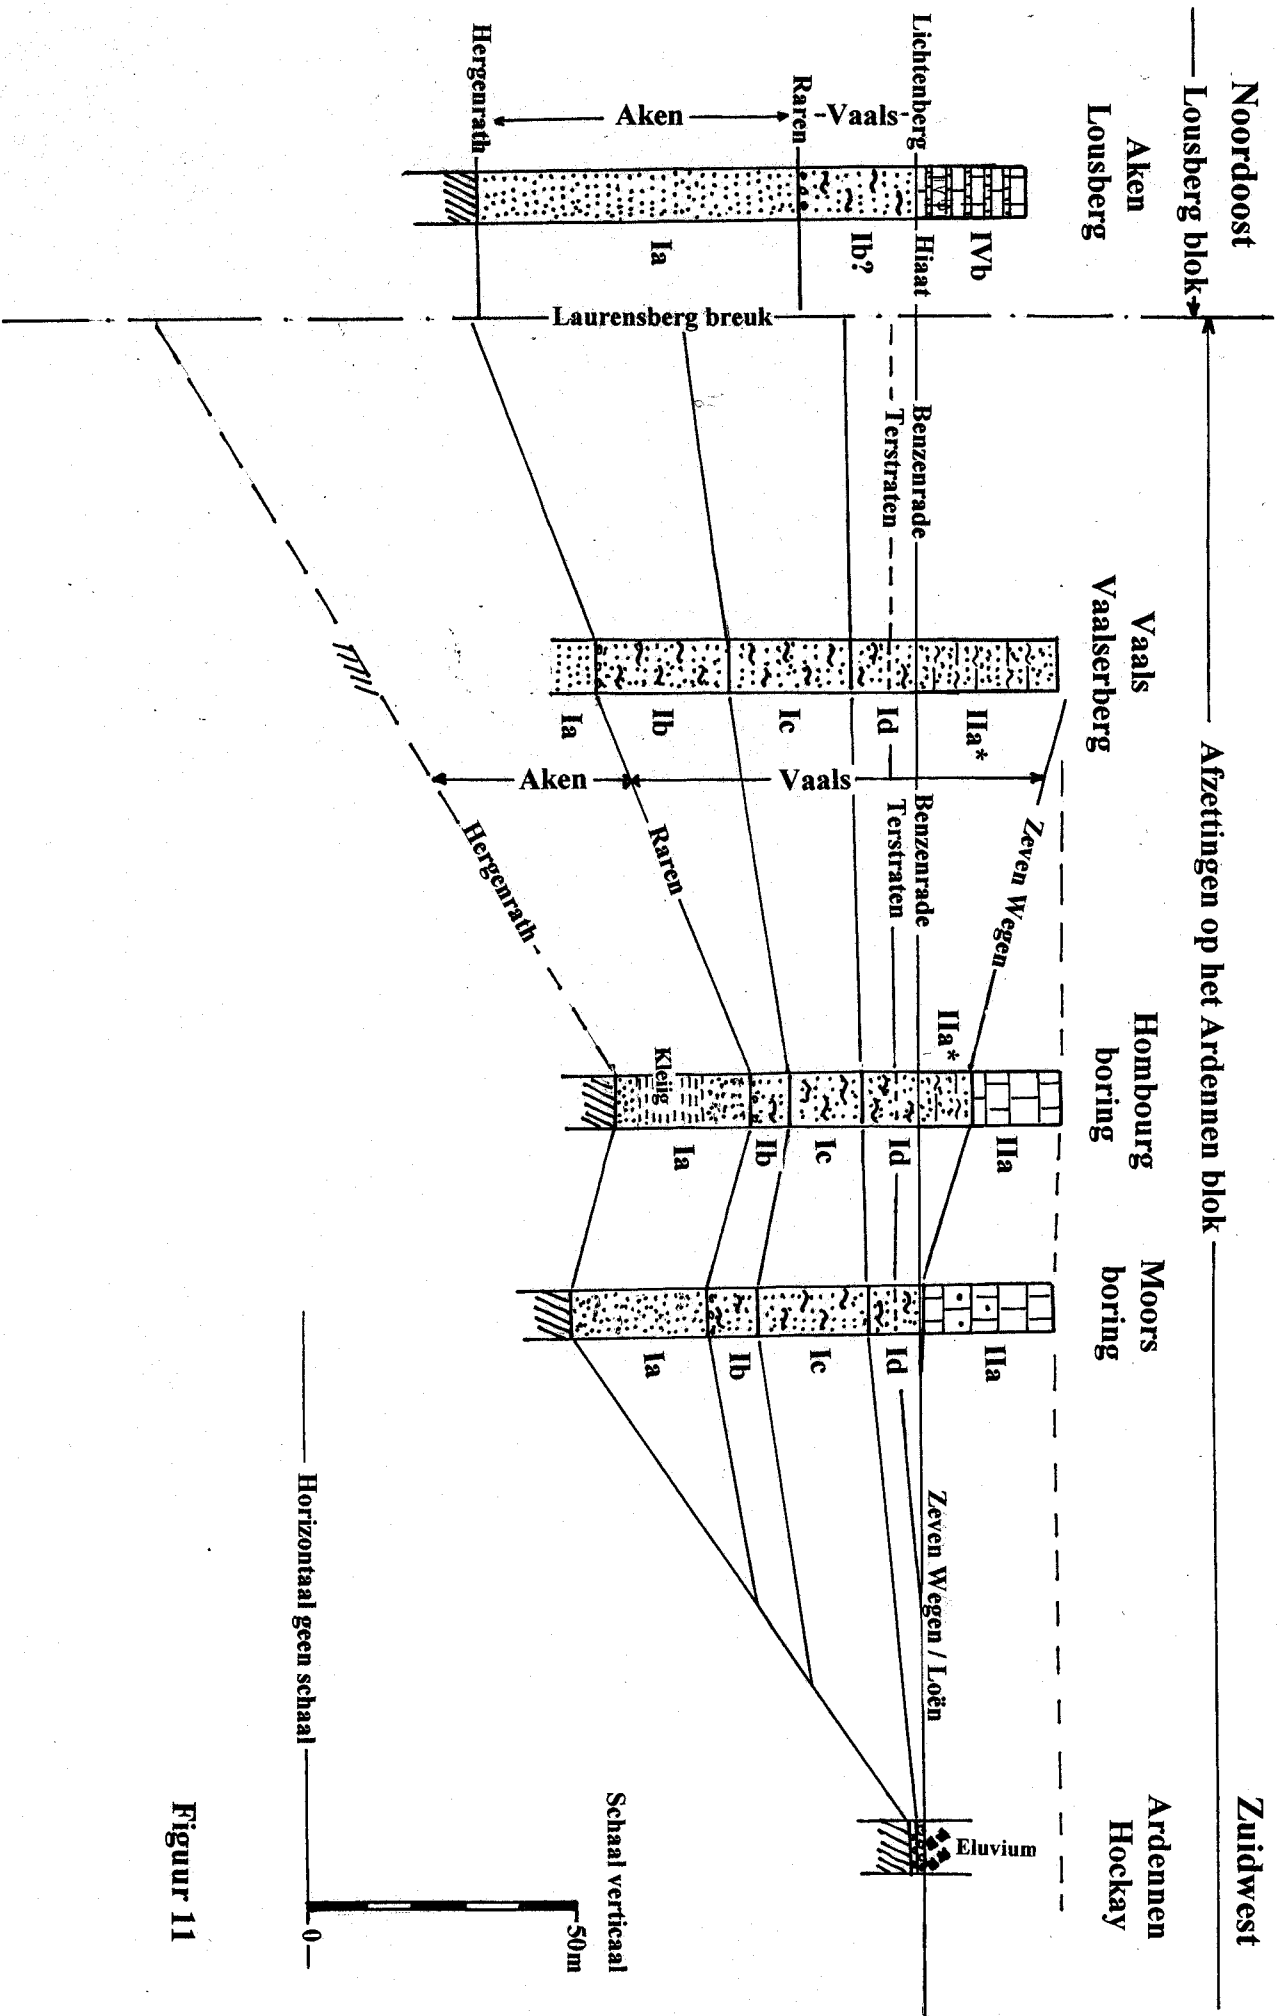 Noordoost
Zuidwest
Lousberg blok
Afzettingen op het Ardennen blok
Aken
Lousberg
Vaals
Vaalserberg
Hombourg
boring
Moors
boring
Ardennen
Hockay
Lichtenberg
Vaals
Raren
Aken
Hergenrath
IVb
Hiaat
Ib?
Ia
Laurensberg breuk
Benzenrade
Terstraten
IIa*
Id
Ic
Ib
Ia
Zeven Wegen
Benzenrade
Terstraten
Vaals
Aken
Raren
Hergenrath
IIa*
Kleiig
IIa
Id
Ic
Ib
Ia
IIa
Id
Ic
Ib
Ia
Zeven Wegen / Loën
Eluvium
Horizontaal geen schaal
Schaal verticaal
50m
0
Figuur 11